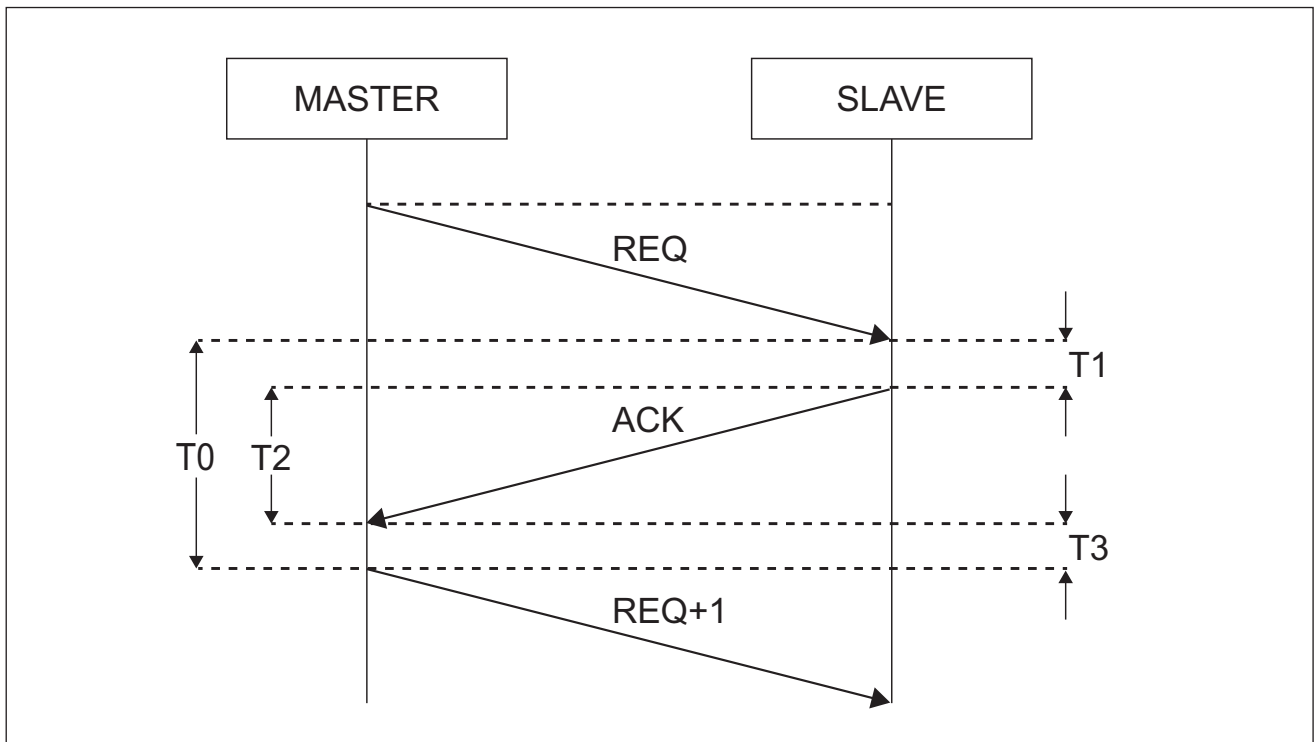 MASTER
SLAVE
REQ
T1
ACK
T0
T2
T3
REQ+1